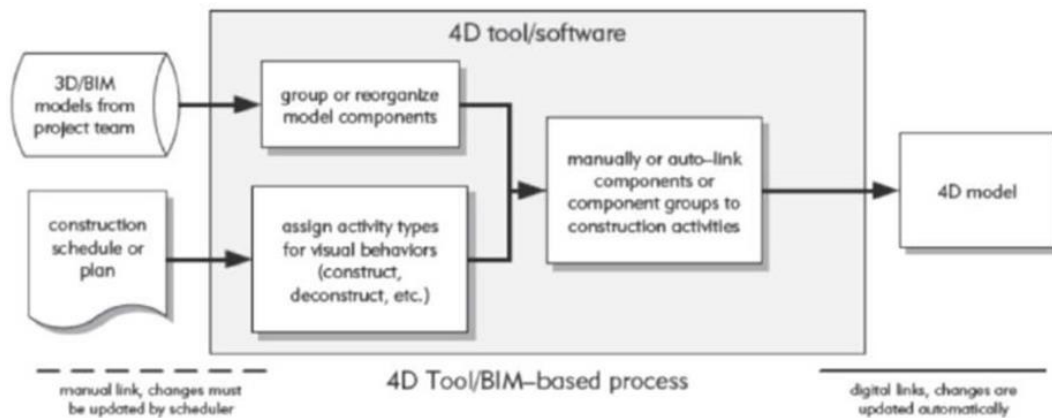 4D tool/software
3D/BIM
models from
project team
group or reorganize
model components
manually or auto-link
components or
component groups to
construction activities
4D model
construction
schedule or
plan
assign activity types
for visual behaviors
(construct,
deconstruct, etc.)
manual link, changes must
be updated by scheduler
4D Tool/BIM-based process
digital links, changes are
updated automatically